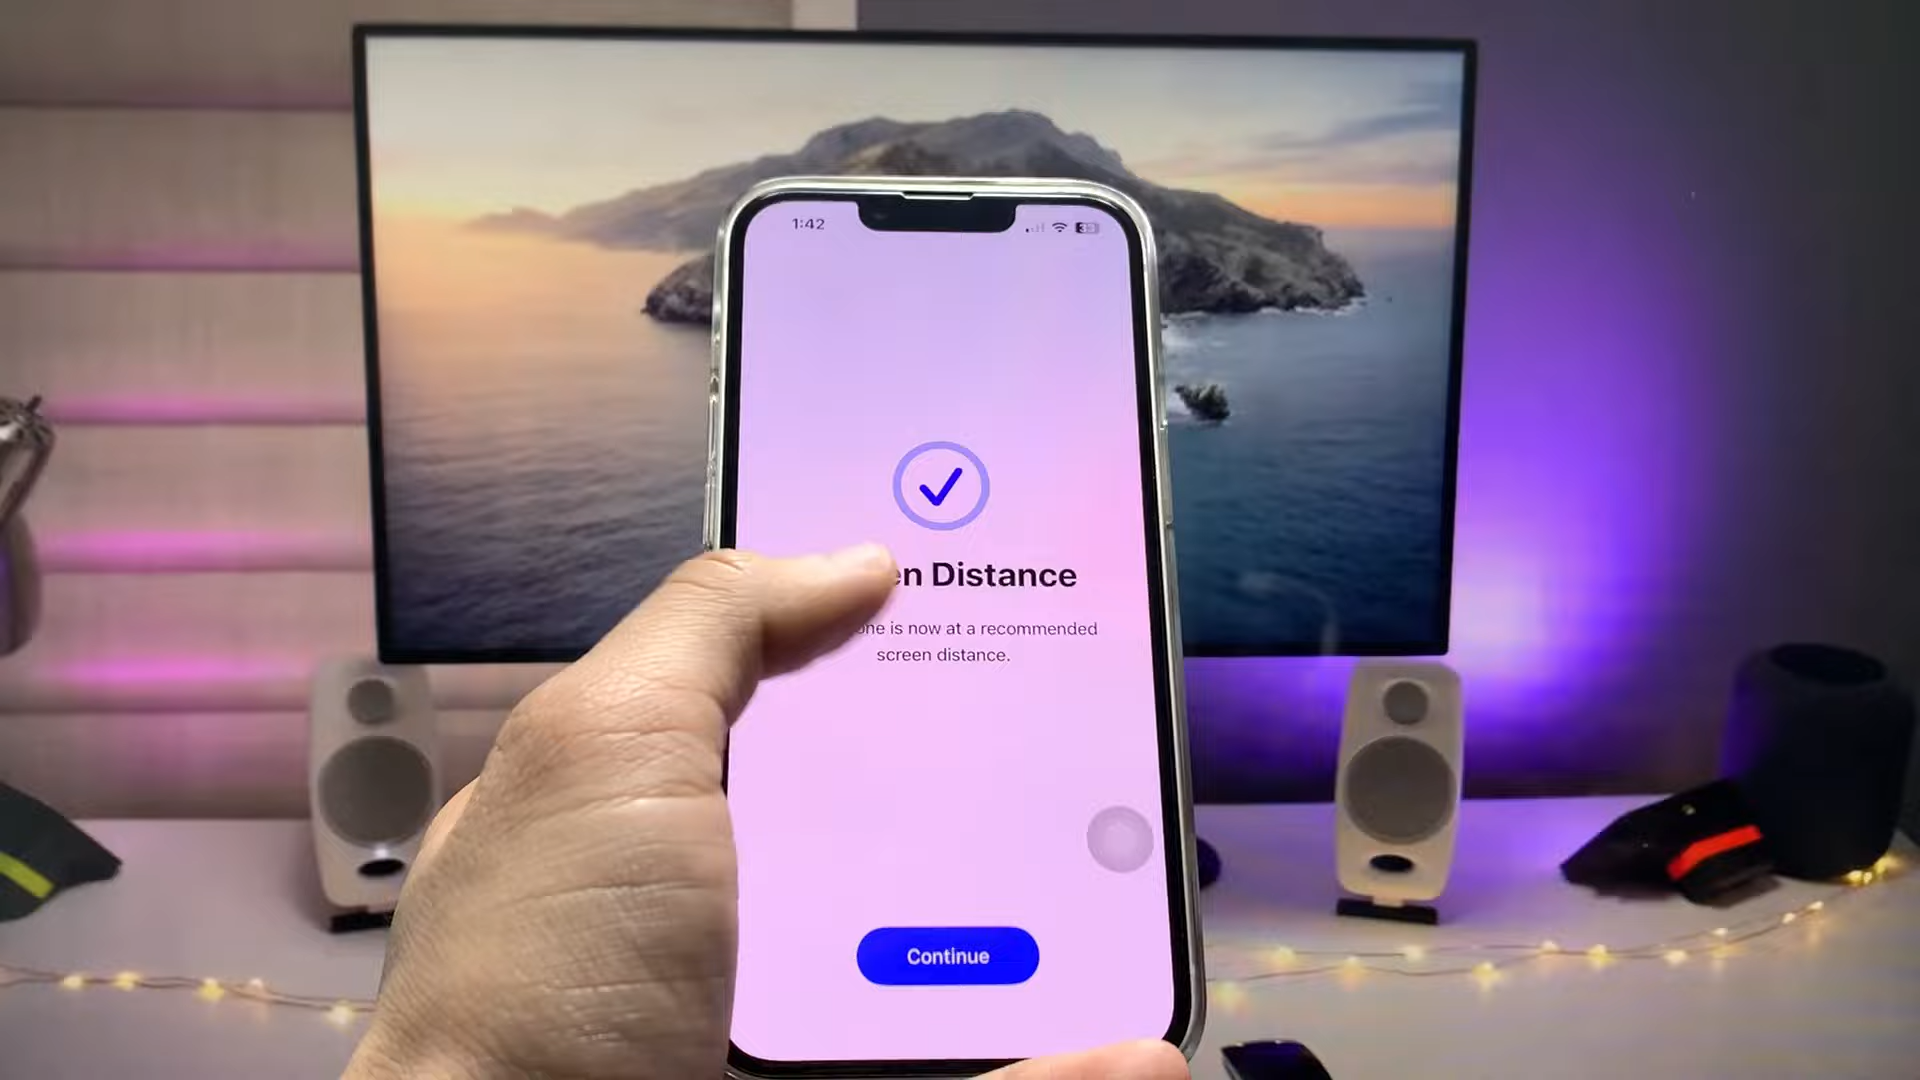 1:42
en Distance
one is now at a recommended
screen distance.
Continue